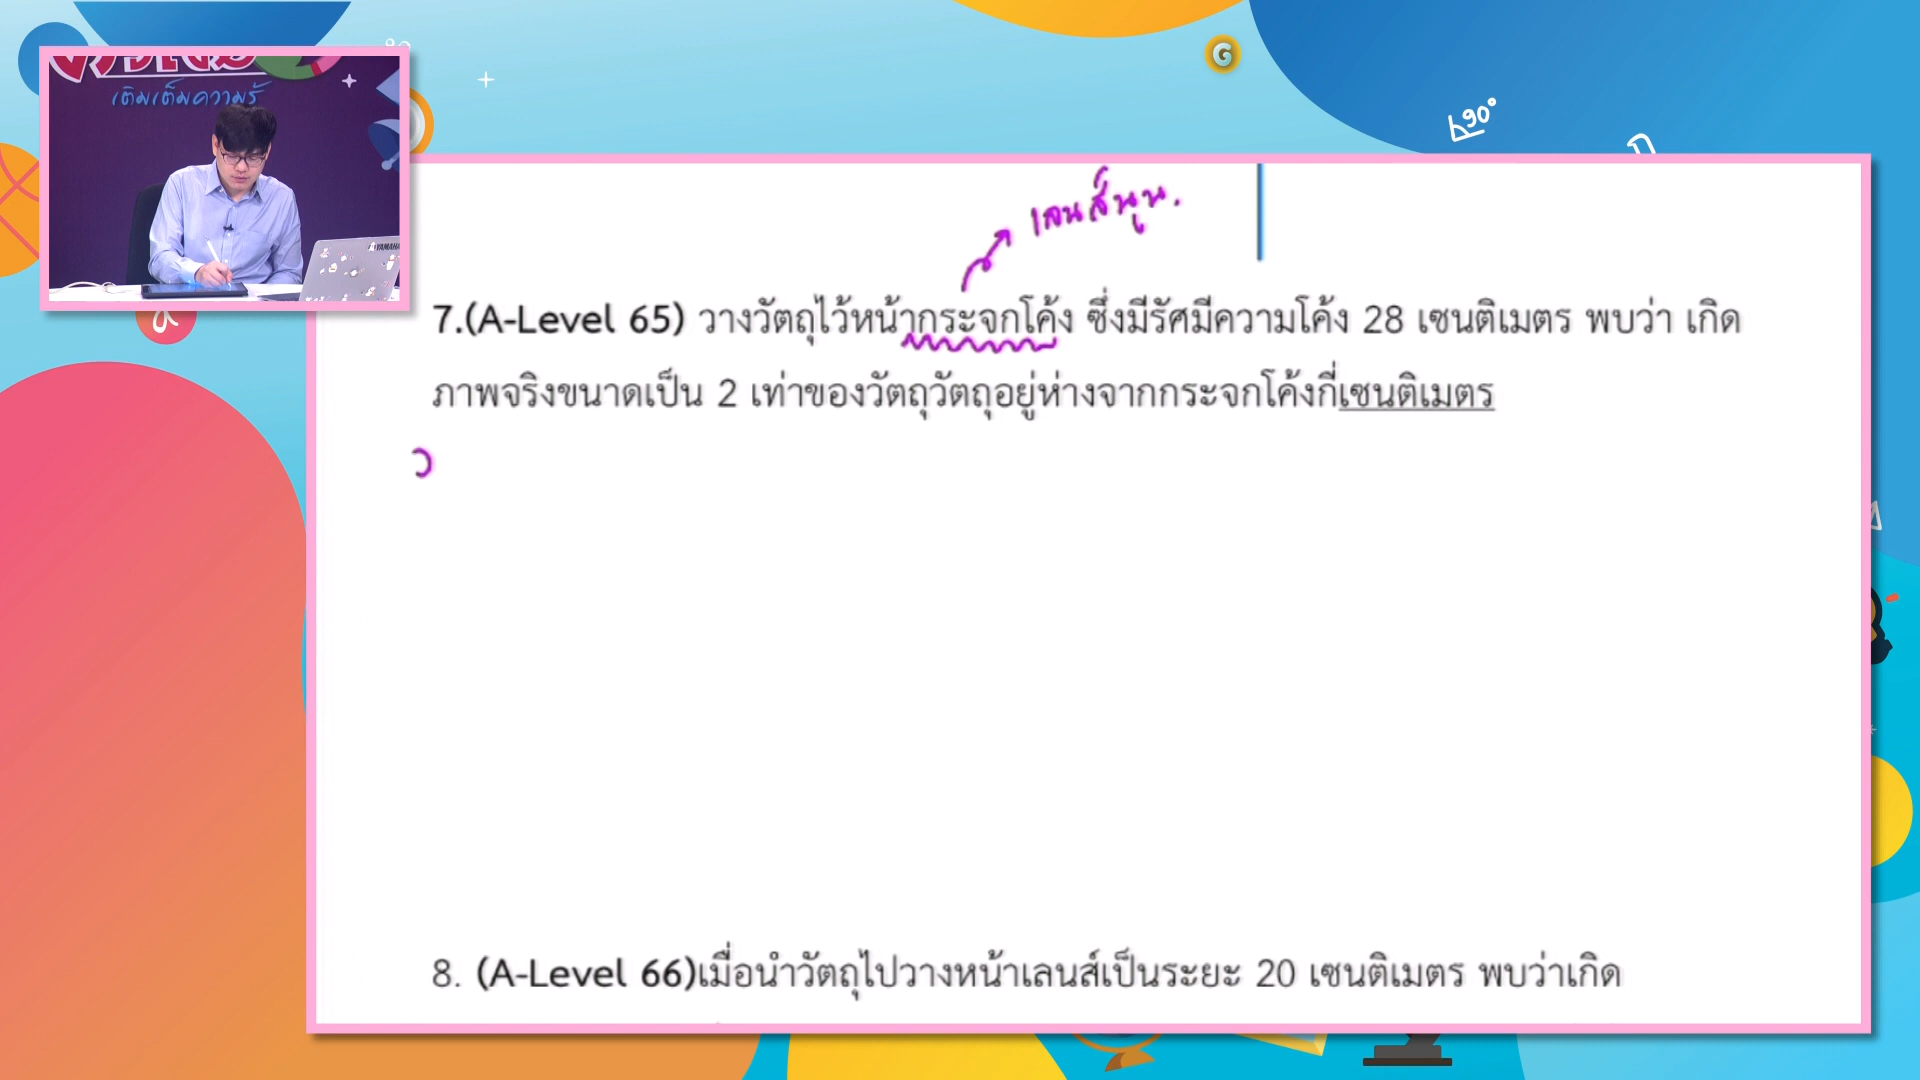 เติมเต็มความรู้
90°
เลนส์นูน.
7.(A-Level 65) วางวัตถุไว้หน้ากระจกโค้ง ซึ่งมีรัศมีความโค้ง 28 เซนติเมตร พบว่า เกิด
ภาพจริงขนาดเป็น 2 เท่าของวัตถุวัตถุอยู่ห่างจากกระจกโค้งกี่เซนติเมตร
8. (A-Level 66)เมื่อนำวัตถุไปวางหน้าเลนส์เป็นระยะ 20 เซนติเมตร พบว่าเกิด
YAMAHA